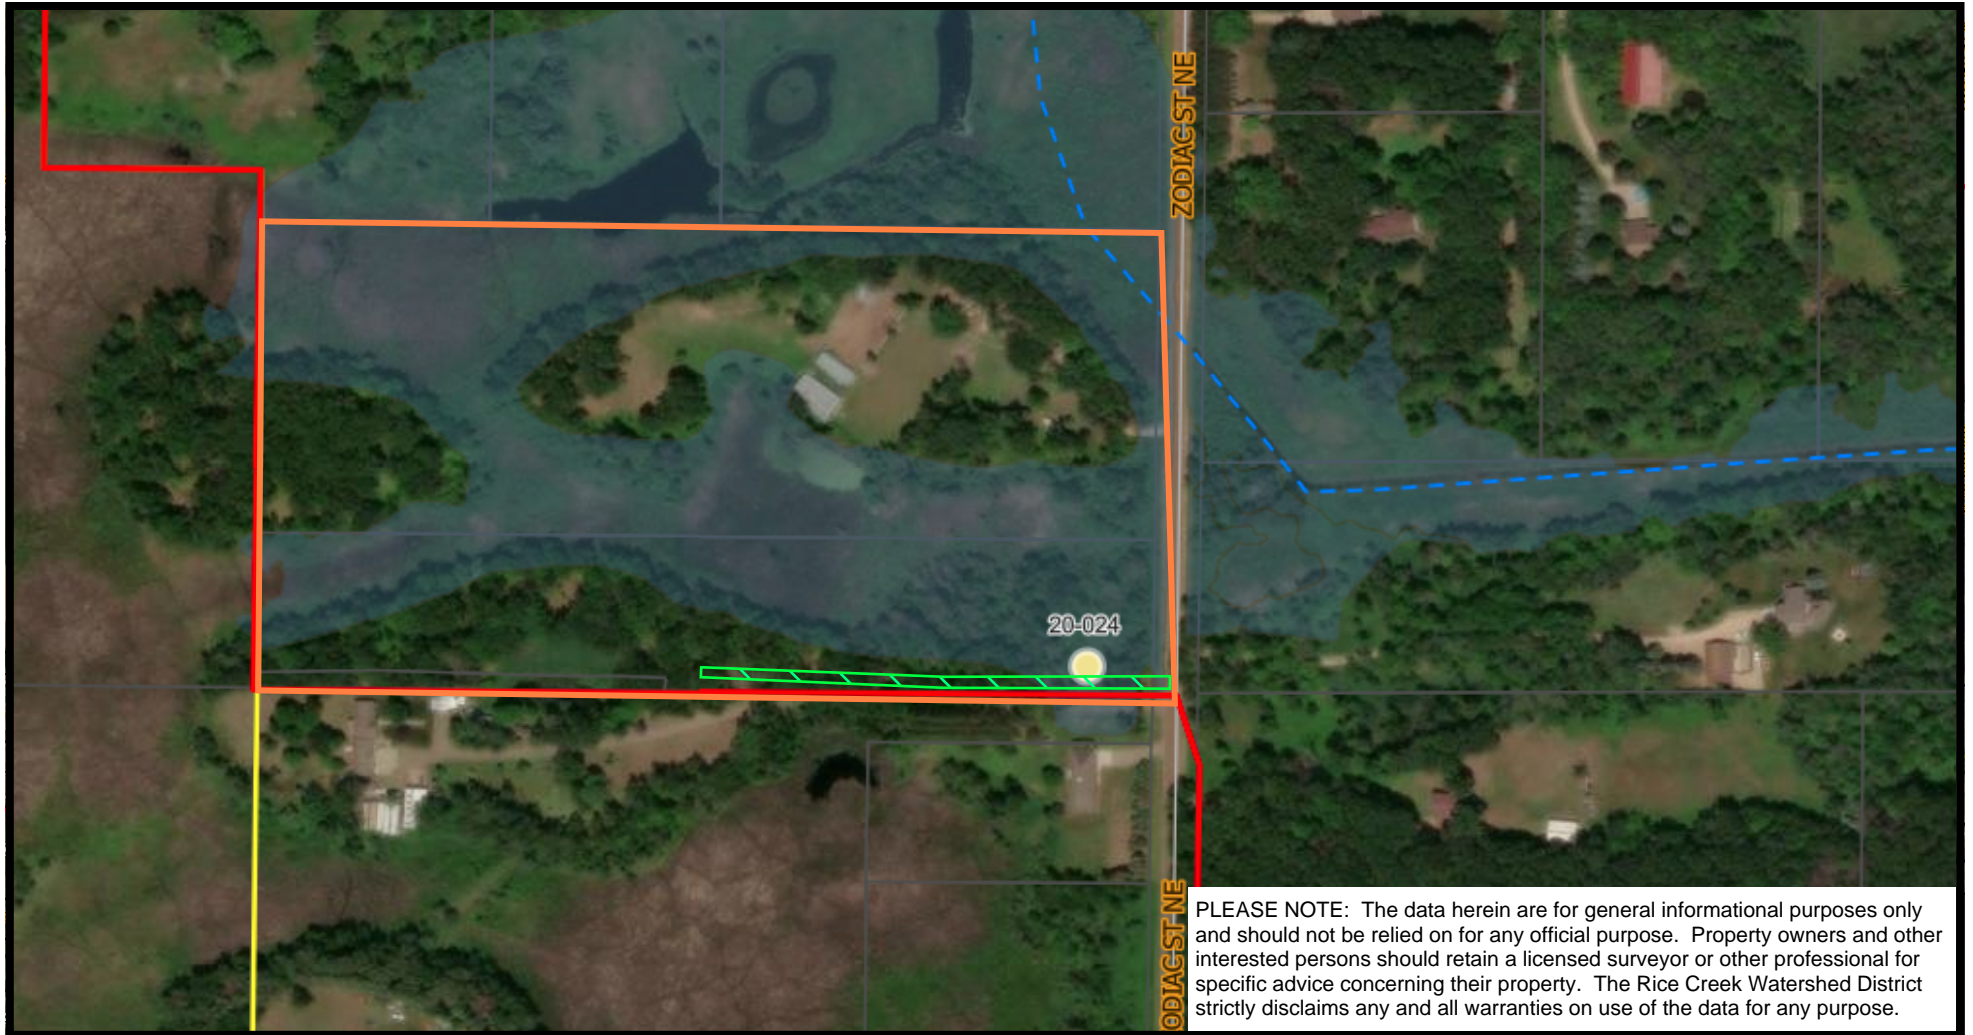 ZODIAC ST NE
20-024
ODIAC ST NE
PLEASE NOTE:  The data herein are for general informational purposes only
and should not be relied on for any official purpose.  Property owners and other
interested persons should retain a licensed surveyor or other professional for
specific advice concerning their property.  The Rice Creek Watershed District
strictly disclaims any and all warranties on use of the data for any purpose.